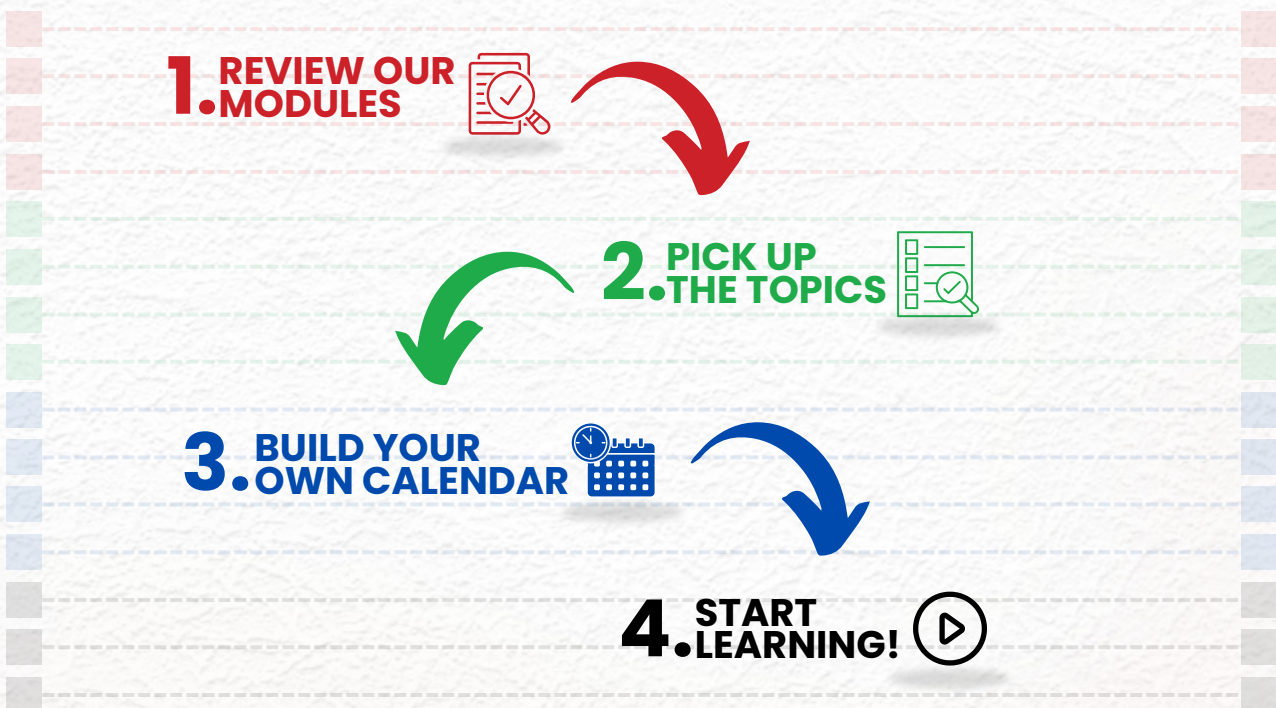 1. REVIEW OUR
MODULES
2. PICK UP
THE TOPICS
3. BUILD YOUR
OWN CALENDAR
4. START
LEARNING!